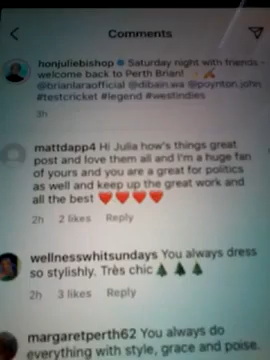 Comments
honjuliebishop Saturday night with friends -
welcome back to Perth Brian!
@brianlaraofficial @dibain.wa @poynton.john
#testcricket #legend #westindies
3h
mattdapp4 Hi Julia how's things great
post and love them all and I'm a huge fan
of yours and you are a great for politics
as well and keep up the great work and
all the best ❤️❤️❤️❤️
2h 2 likes Reply
wellnesswhitsundays You always dress
so stylishly. Très chic 🌲🌲🌲
2h 3 likes Reply
margaretperth62 You always do
everything with style, grace and poise.